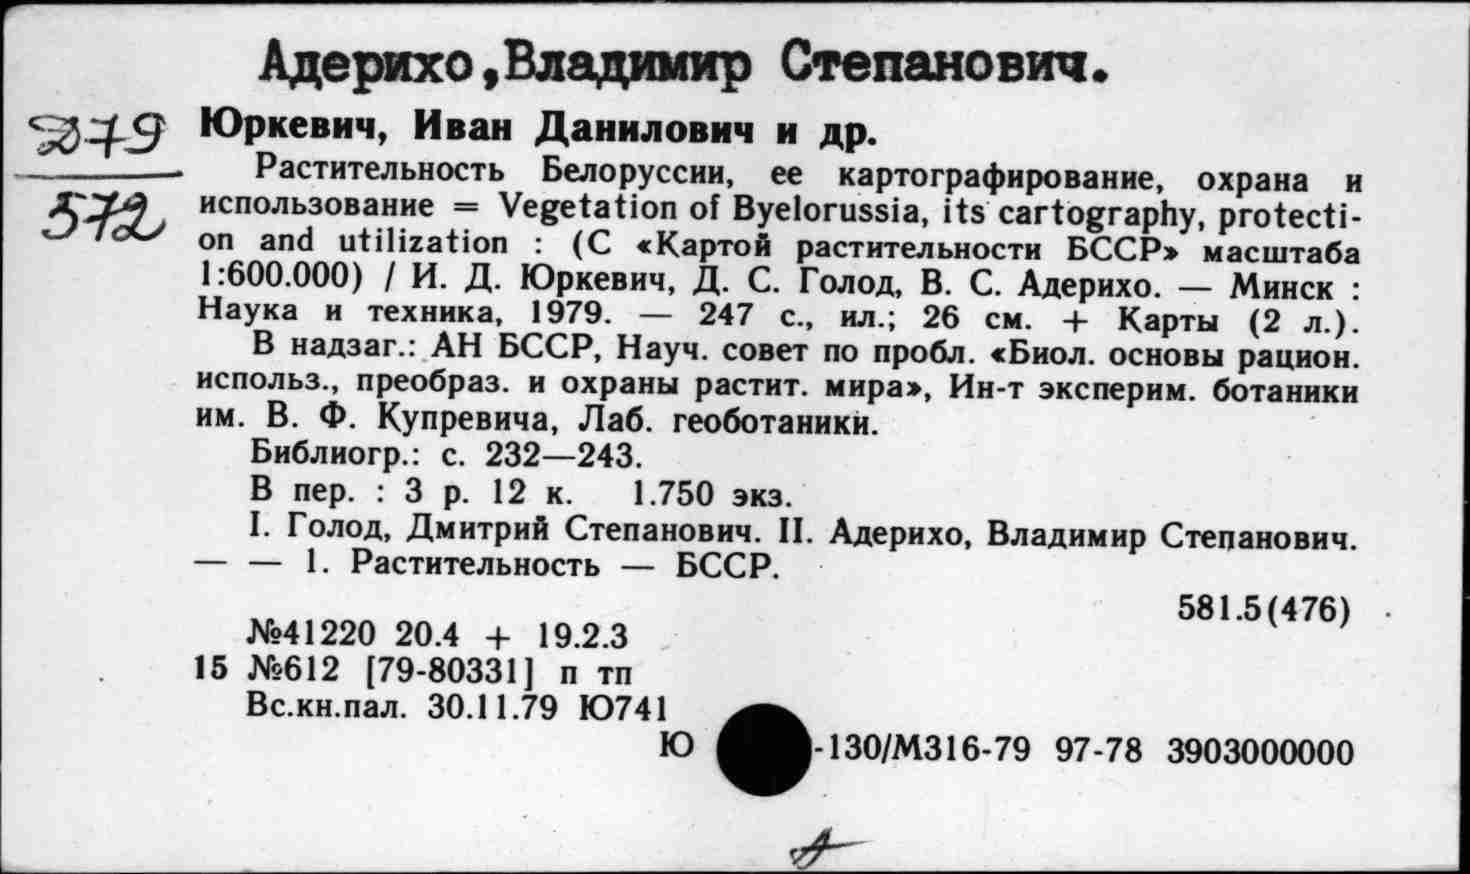 Адерихо, Владимир Степанович.
Юркевич, Иван Данилович и др.
Растительность Белоруссии, ее картографирование, охрана и
использование = Vegetation of Byelorussia, its cartography, protecti-
on and utilization : (С «Картой растительности БССР» масштаба
1:600.000) / И. Д. Юркевич, Д. С. Голод, В. С. Адерихо. — Минск :
Наука и техника, 1979. — 247 с., ил.; 26 см. + Карты (2 л.).
В надзаг.: АН БССР, Науч. совет по пробл. «Биол. основы рацион.
использ., преобраз. и охраны растит. мира», Ин-т эксперим. ботаники
им. В. Ф. Купревича, Лаб. геоботаники.
Библиогр.: с. 232—243.
В пер. : 3 р. 12 к. 1.750 экз.
I. Голод, Дмитрий Степанович. II. Адерихо, Владимир Степанович.
— — 1. Растительность — БССР.
581.5(476)
№41220 20.4 + 19.2.3
15 №612 [79-80331] п тп
Вс.кн.пал. 30.11.79 Ю741
Ю -130/М316-79 97-78 3903000000
572